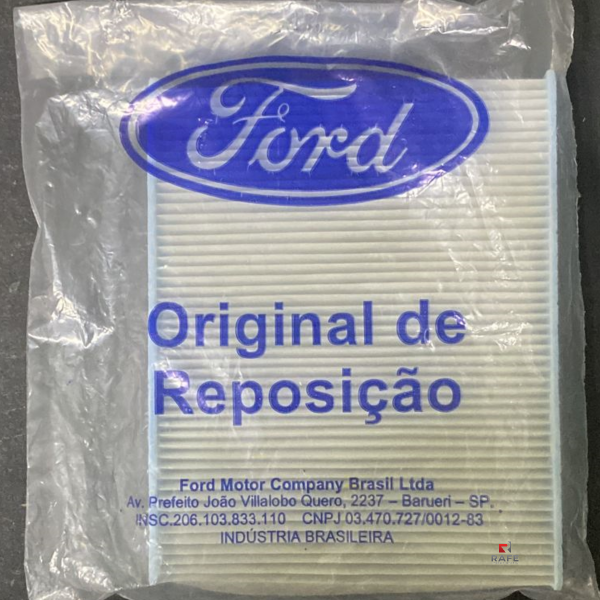 Ford
Original de
Reposição
Ford Motor Company Brasil Ltda
Av. Prefeito João Villalobo Quero, 2237 – Barueri – SP.
INSC.206.103.833.110 CNPJ.03.470.727/0012-83
INDÚSTRIA BRASILEIRA
RAFE